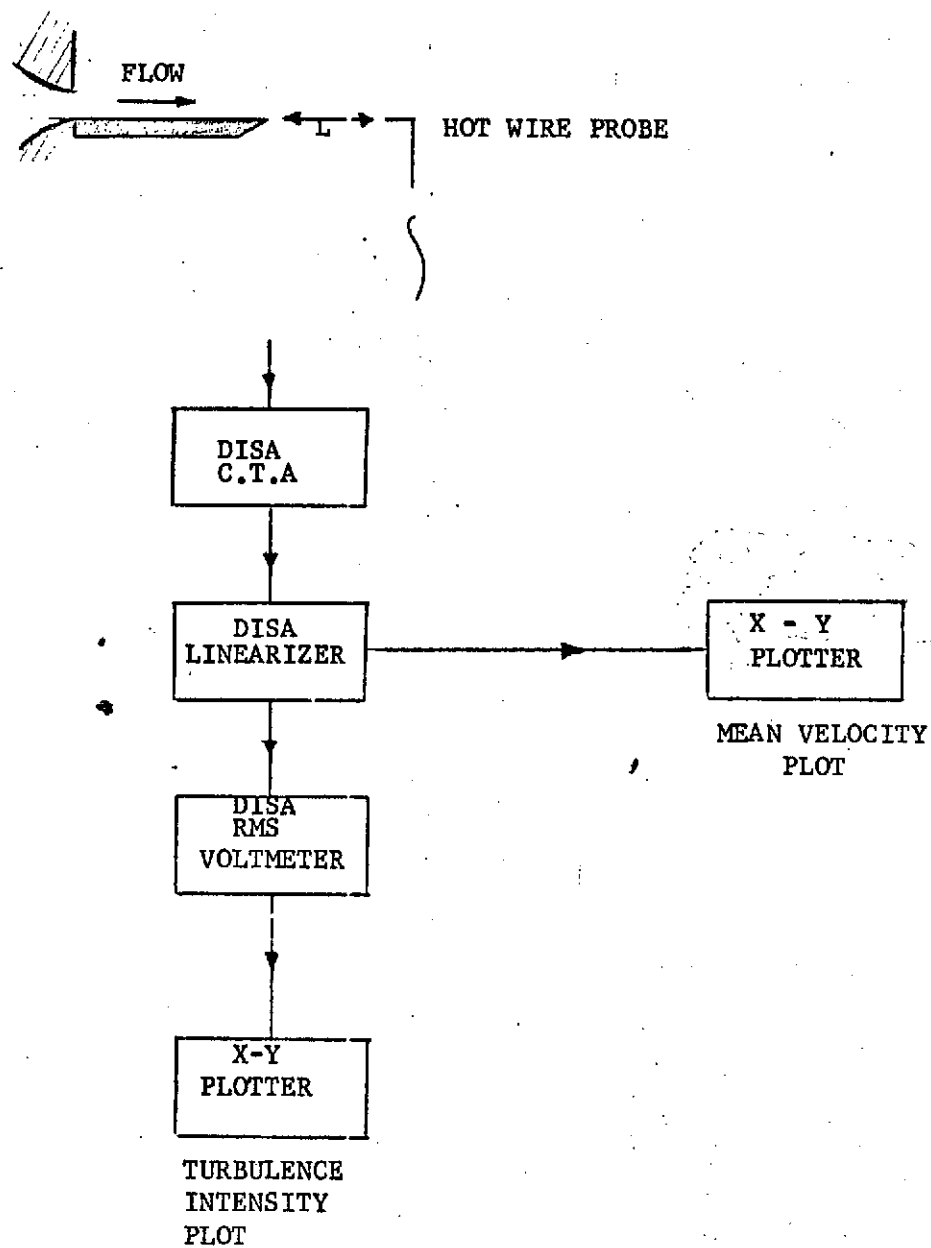 FLOW
L
HOT WIRE PROBE
DISA
C.T.A
DISA
LINEARIZER
X - Y
PLOTTER
MEAN VELOCITY
PLOT
DISA
RMS
VOLTMETER
X-Y
PLOTTER
TURBULENCE
INTENSITY
PLOT